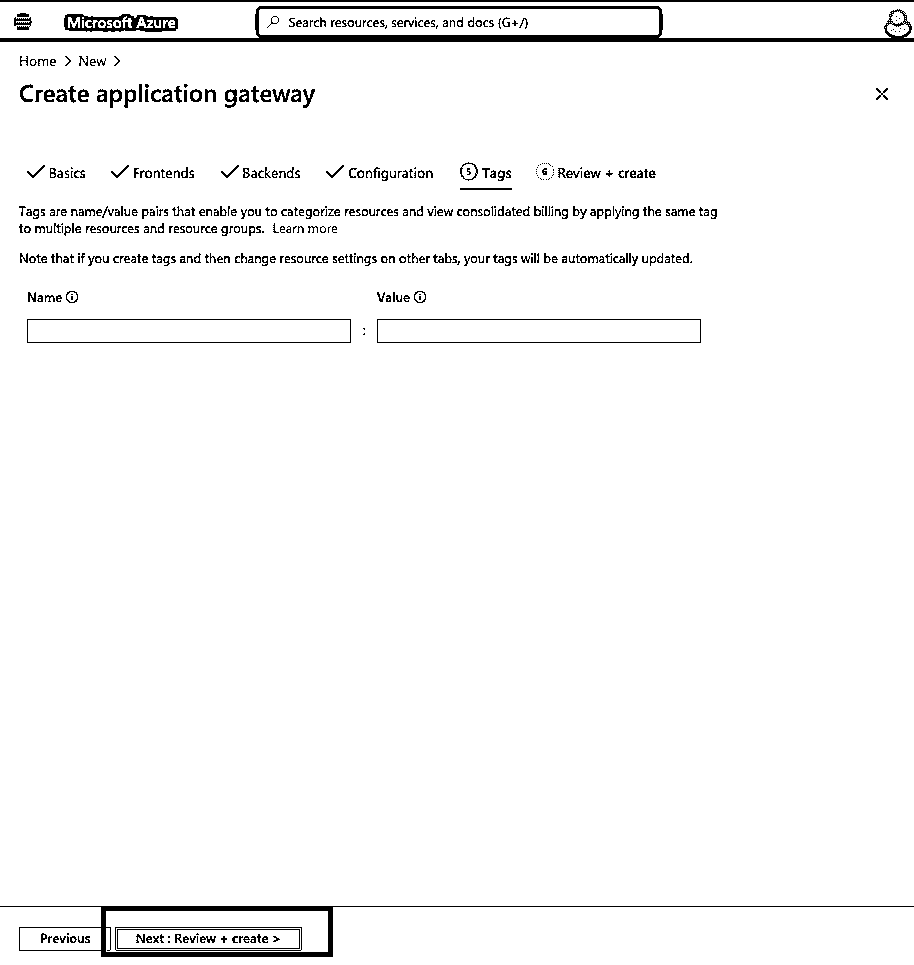 Microsoft Azure
Search resources, services, and docs (G+/)
Home > New >
Create application gateway
Basics Frontends Backends Configuration 5 Tags 6 Review + create
Tags are name/value pairs that enable you to categorize resources and view consolidated billing by applying the same tag
to multiple resources and resource groups. Learn more
Note that if you create tags and then change resource settings on other tabs, your tags will be automatically updated.
Name Value
:
Previous Next : Review + create >